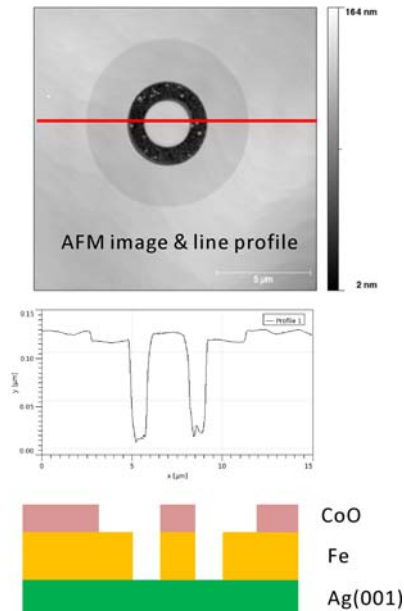 164 nm
AFM image & line profile
5 µm
2 nm
0.15
Profile 1
y [µm]
0.10
0.05
0.00
0
5
10
15
x [µm]
CoO
Fe
Ag(001)